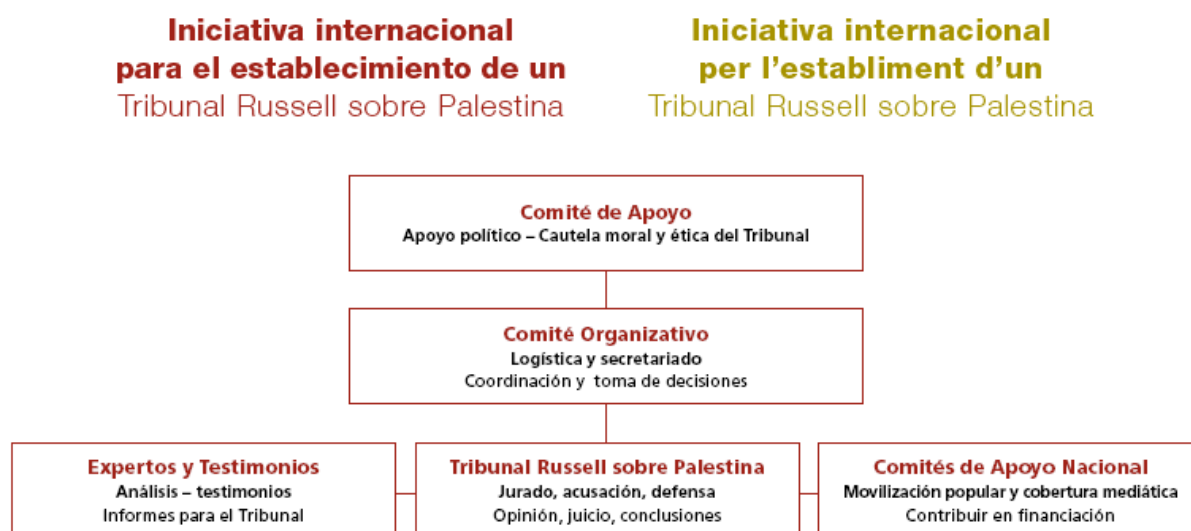 Iniciativa internacional
para el establecimiento de un
Tribunal Russell sobre Palestina
Iniciativa internacional
per l’establiment d’un
Tribunal Russell sobre Palestina
Comité de Apoyo
Apoyo político – Cautela moral y ética del Tribunal
Comité Organizativo
Logística y secretariado
Coordinación y toma de decisiones
Expertos y Testimonios
Análisis – testimonios
Informes para el Tribunal
Tribunal Russell sobre Palestina
Jurado, acusación, defensa
Opinión, juicio, conclusiones
Comités de Apoyo Nacional
Movilización popular y cobertura mediática
Contribuir en financiación